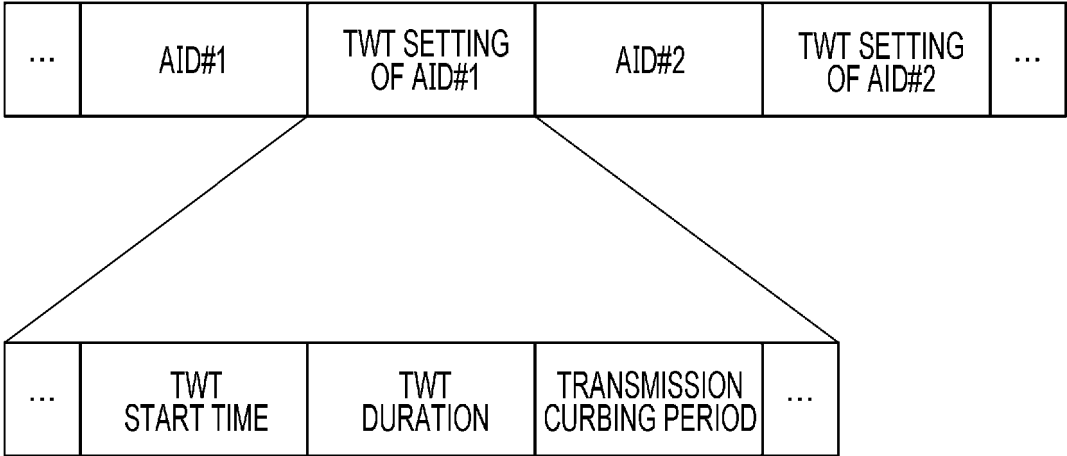 ...
AID#1
TWT SETTING
OF AID#1
AID#2
TWT SETTING
OF AID#2
...
...
TWT
START TIME
TWT
DURATION
TRANSMISSION
CURBING PERIOD
...